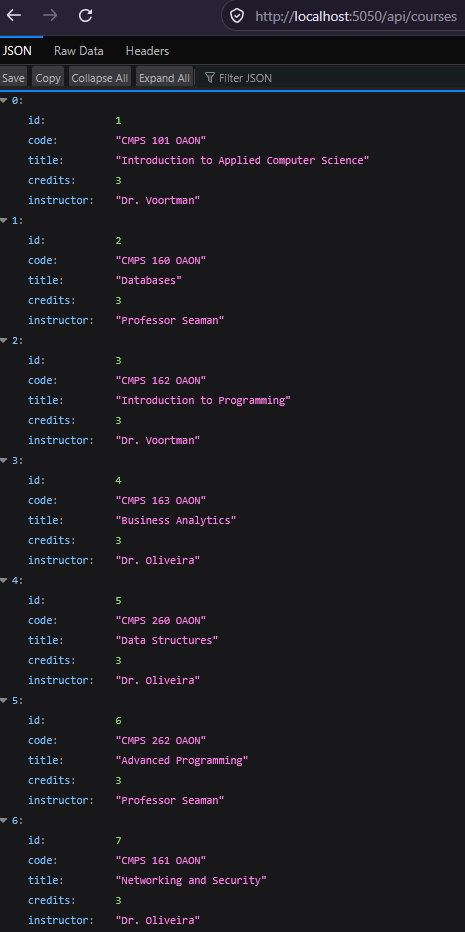 http://localhost:5050/api/courses
JSON Raw Data Headers
Save Copy Collapse All Expand All Filter JSON
0:
id: 1
code: "CMPS 101 OAON"
title: "Introduction to Applied Computer Science"
credits: 3
instructor: "Dr. Voortman"
1:
id: 2
code: "CMPS 160 OAON"
title: "Databases"
credits: 3
instructor: "Professor Seaman"
2:
id: 3
code: "CMPS 162 OAON"
title: "Introduction to Programming"
credits: 3
instructor: "Dr. Voortman"
3:
id: 4
code: "CMPS 163 OAON"
title: "Business Analytics"
credits: 3
instructor: "Dr. Oliveira"
4:
id: 5
code: "CMPS 260 OAON"
title: "Data Structures"
credits: 3
instructor: "Dr. Oliveira"
5:
id: 6
code: "CMPS 262 OAON"
title: "Advanced Programming"
credits: 3
instructor: "Professor Seaman"
6:
id: 7
code: "CMPS 161 OAON"
title: "Networking and Security"
credits: 3
instructor: "Dr. Oliveira"